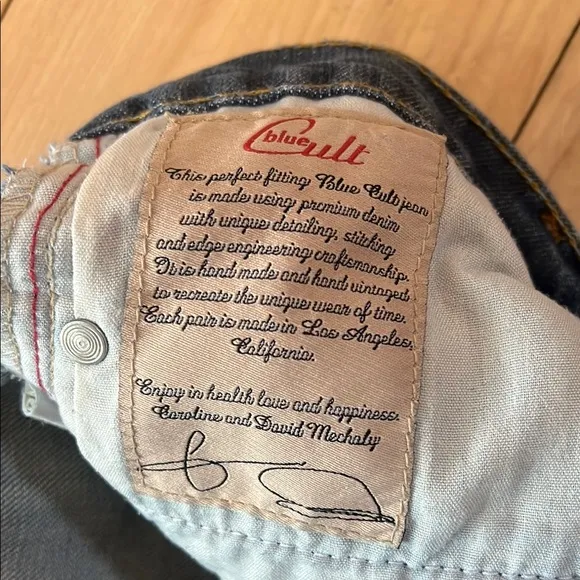 blue Cult
This perfect fitting Blue Cult jean
is made using premium denim
with unique detailing, stitching
and edge engineering craftsmanship.
It is hand made and hand vintaged
to recreate the unique wear of time.
Each pair is made in Los Angeles,
California.
Enjoy in health love and happiness.
Caroline and David Mechaly